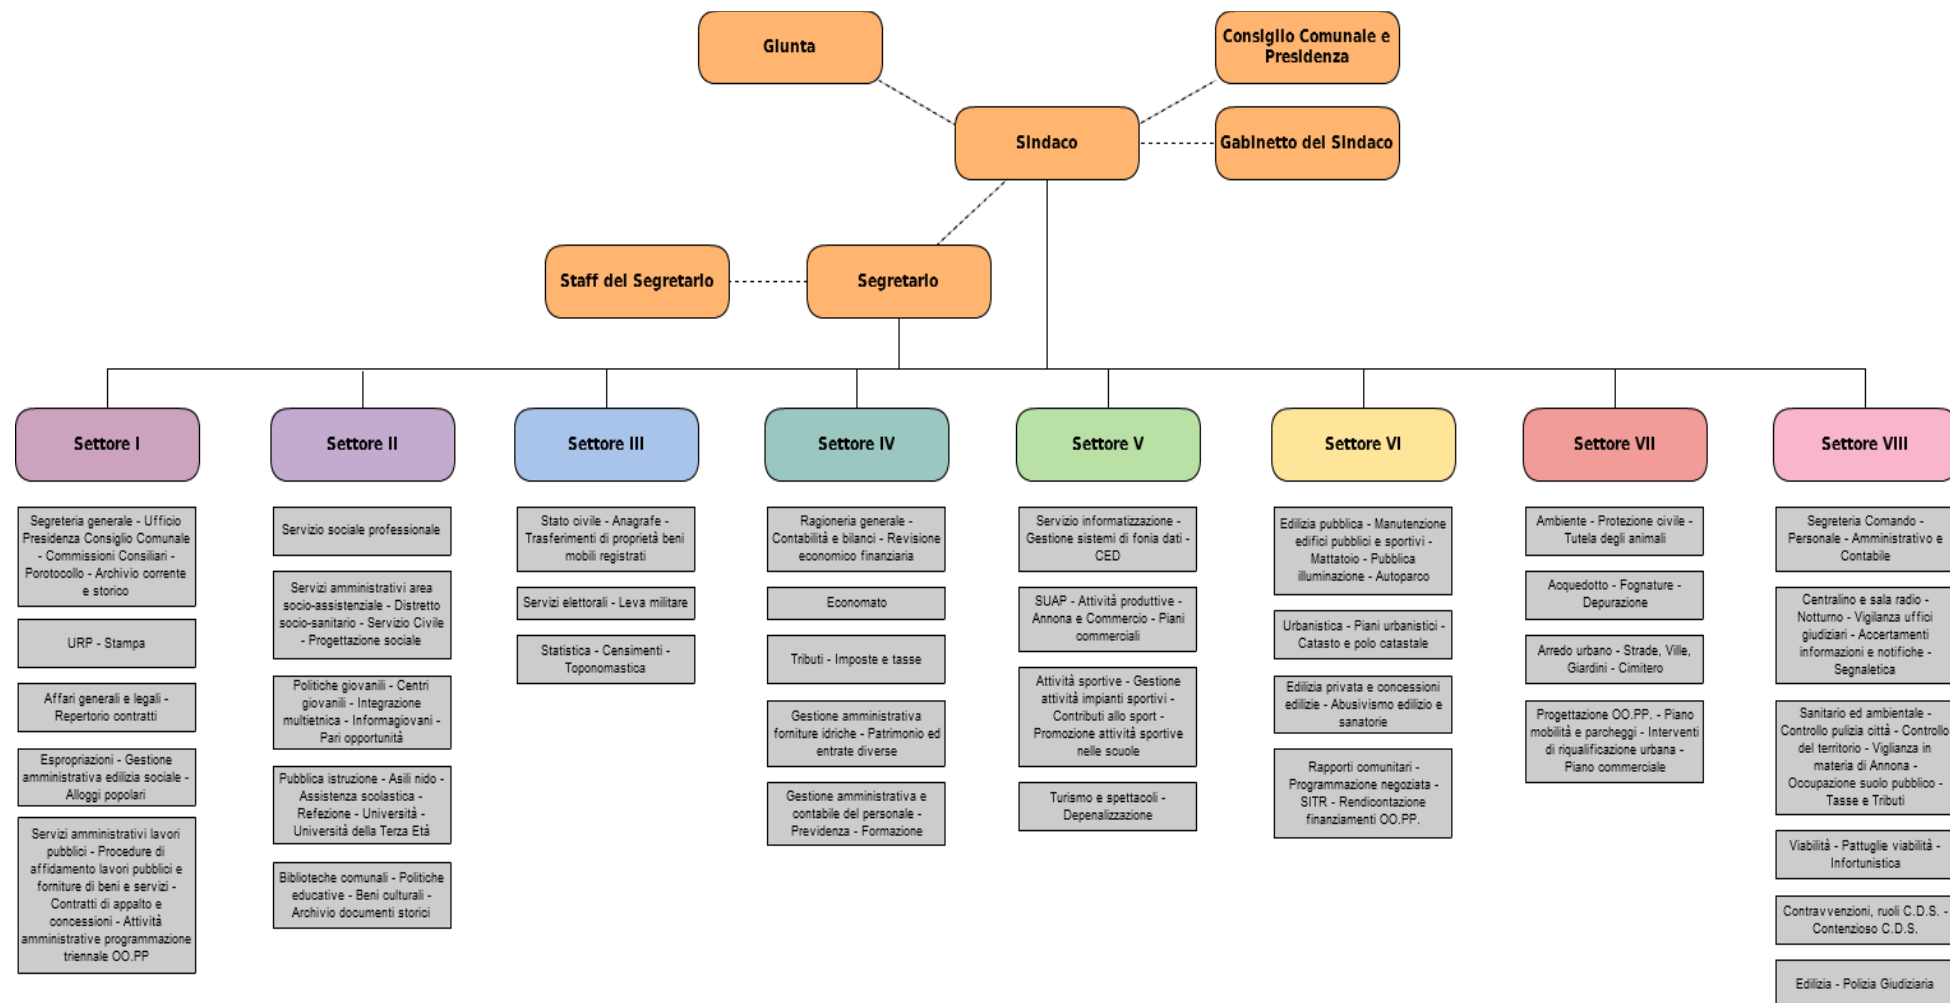 Giunta
Consiglio Comunale e
Presidenza
Sindaco
Gabinetto del Sindaco
Staff del Segretario
Segretario
Settore I
Settore II
Settore III
Settore IV
Settore V
Settore VI
Settore VII
Settore VIII
Segreteria generale - Ufficio
Presidenza Consiglio Comunale
- Commissioni Consiliari -
Porotocollo - Archivio corrente
e storico
URP - Stampa
Affari generali e legali -
Repertorio contratti
Espropriazioni - Gestione
amministrativa edilizia sociale -
Alloggi popolari
Servizi amministrativi lavori
pubblici - Procedure di
affidamento lavori pubblici e
forniture di beni e servizi -
Contratti di appalto e
concessioni - Attività
amministrative programmazione
triennale OO.PP
Servizio sociale professionale
Servizi amministrativi area
socio-assistenziale - Distretto
socio-sanitario - Servizio Civile
- Progettazione sociale
Politiche giovanili - Centri
giovanili - Integrazione
multietnica - Informagiovani -
Pari opportunità
Pubblica istruzione - Asili nido -
Assistenza scolastica -
Refezione - Università -
Università della Terza Età
Biblioteche comunali - Politiche
educative - Beni culturali -
Archivio documenti storici
Stato civile - Anagrafe -
Trasferimenti di proprietà beni
mobili registrati
Servizi elettorali - Leva militare
Statistica - Censimenti -
Toponomastica
Ragioneria generale -
Contabilità e bilanci - Revisione
economico finanziaria
Economato
Tributi - Imposte e tasse
Gestione amministrativa
forniture idriche - Patrimonio ed
entrate diverse
Gestione amministrativa e
contabile del personale -
Previdenza - Formazione
Servizio informatizzazione -
Gestione sistemi di fonia dati -
CED
SUAP - Attività produttive -
Annona e Commercio - Piani
commerciali
Attività sportive - Gestione
attività impianti sportivi -
Contributi allo sport -
Promozione attività sportive
nelle scuole
Turismo e spettacoli -
Depenalizzazione
Edilizia pubblica - Manutenzione
edifici pubblici e sportivi -
Mattatoio - Pubblica
illuminazione - Autoparco
Urbanistica - Piani urbanistici -
Catasto e polo catastale
Edilizia privata e concessioni
edilizie - Abusivismo edilizio e
sanatorie
Rapporti comunitari -
Programmazione negoziata -
SITR - Rendicontazione
finanziamenti OO.PP.
Ambiente - Protezione civile -
Tutela degli animali
Acquedotto - Fognature -
Depurazione
Arredo urbano - Strade, Ville,
Giardini - Cimitero
Progettazione OO.PP. - Piano
mobilità e parcheggi - Interventi
di riqualificazione urbana -
Piano commerciale
Segreteria Comando -
Personale - Amministrativo e
Contabile
Centralino e sala radio -
Notturno - Vigilanza uffici
giudiziari - Accertamenti
informazioni e notifiche -
Segnaletica
Sanitario ed ambientale -
Controllo pulizia città - Controllo
del territorio - Viglianza in
materia di Annona -
Occupazione suolo pubblico -
Tasse e Tributi
Viabilità - Pattuglie viabilità -
Infortunistica
Contravvenzioni, ruoli C.D.S. -
Contenzioso C.D.S.
Edilizia - Polizia Giudiziaria